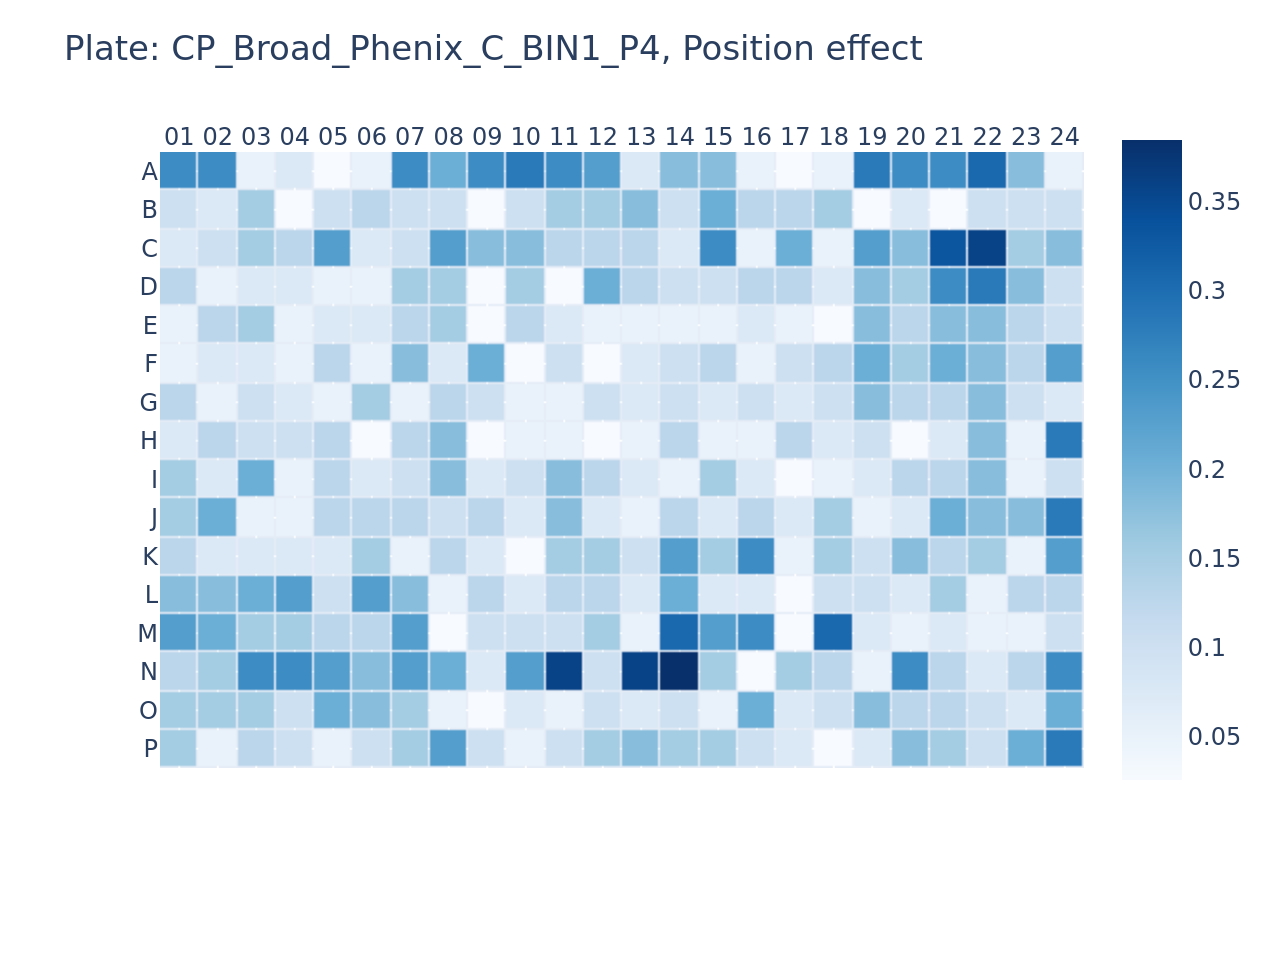 Plate: CP_Broad_Phenix_C_BIN1_P4, Position effect
01 02 03 04 05 06 07 08 09 10 11 12 13 14 15 16 17 18 19 20 21 22 23 24
A
B
C
D
E
F
G
H
I
J
K
L
M
N
O
P
0.35
0.3
0.25
0.2
0.15
0.1
0.05